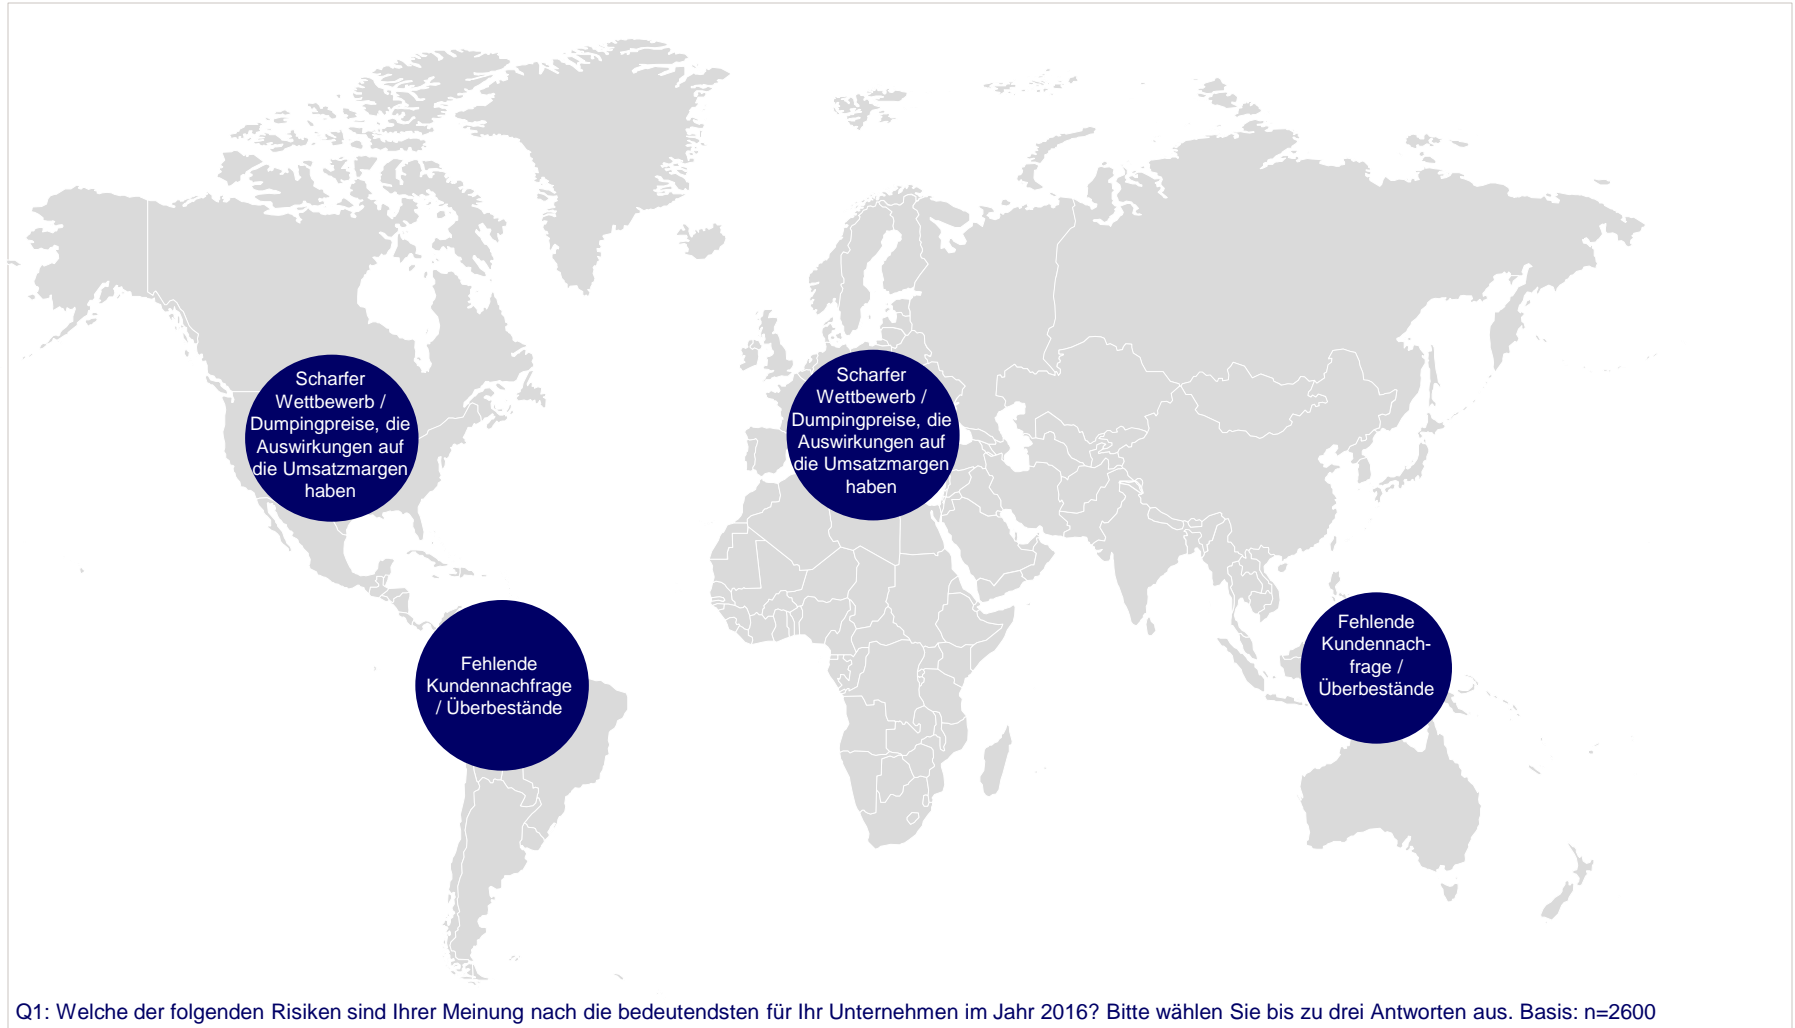 Scharfer
Wettbewerb /
Dumpingpreise, die
Auswirkungen auf
die Umsatzmargen
haben
Scharfer
Wettbewerb /
Dumpingpreise, die
Auswirkungen auf
die Umsatzmargen
haben
Fehlende
Kundennachfrage
/ Überbestände
Fehlende
Kundennach-
frage /
Überbestände
Q1: Welche der folgenden Risiken sind Ihrer Meinung nach die bedeutendsten für Ihr Unternehmen im Jahr 2016? Bitte wählen Sie bis zu drei Antworten aus. Basis: n=2600